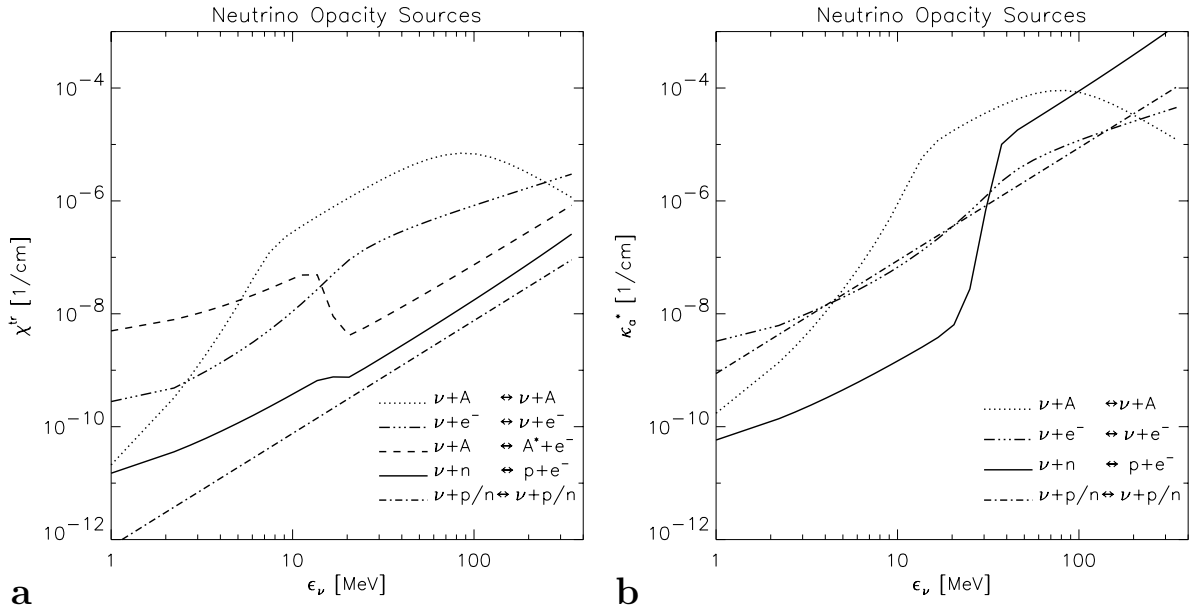 Neutrino Opacity Sources
10⁻⁴
10⁻⁶
10⁻⁸
10⁻¹⁰
10⁻¹²
χᵗʳ [1/cm]
ν+A ↔ ν+A
ν+e⁻ ↔ ν+e⁻
ν+A ↔ A*+e⁻
ν+n ↔ p+e⁻
ν+p/n ↔ ν+p/n
1 10 100
ϵ_ν [MeV]
a
Neutrino Opacity Sources
10⁻⁴
10⁻⁶
10⁻⁸
10⁻¹⁰
10⁻¹²
κₐ* [1/cm]
ν+A ↔ν+A
ν+e⁻ ↔ ν+e⁻
ν+n ↔ p+e⁻
ν+p/n↔ ν+p/n
1 10 100
ϵ_ν [MeV]
b